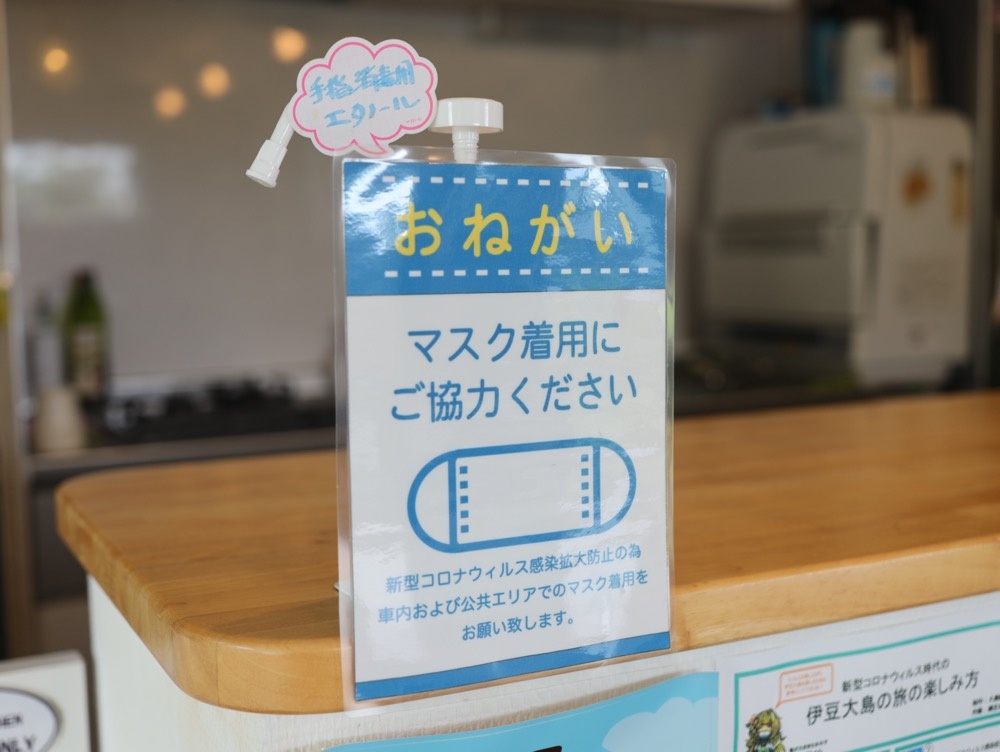 手指消毒用
エタノール
おねがい
マスク着用に
ご協力ください
新型コロナウィルス感染拡大防止の為
車内および公共エリアでのマスク着用を
お願い致します。
新型コロナウィルス時代の
伊豆大島の旅の楽しみ方